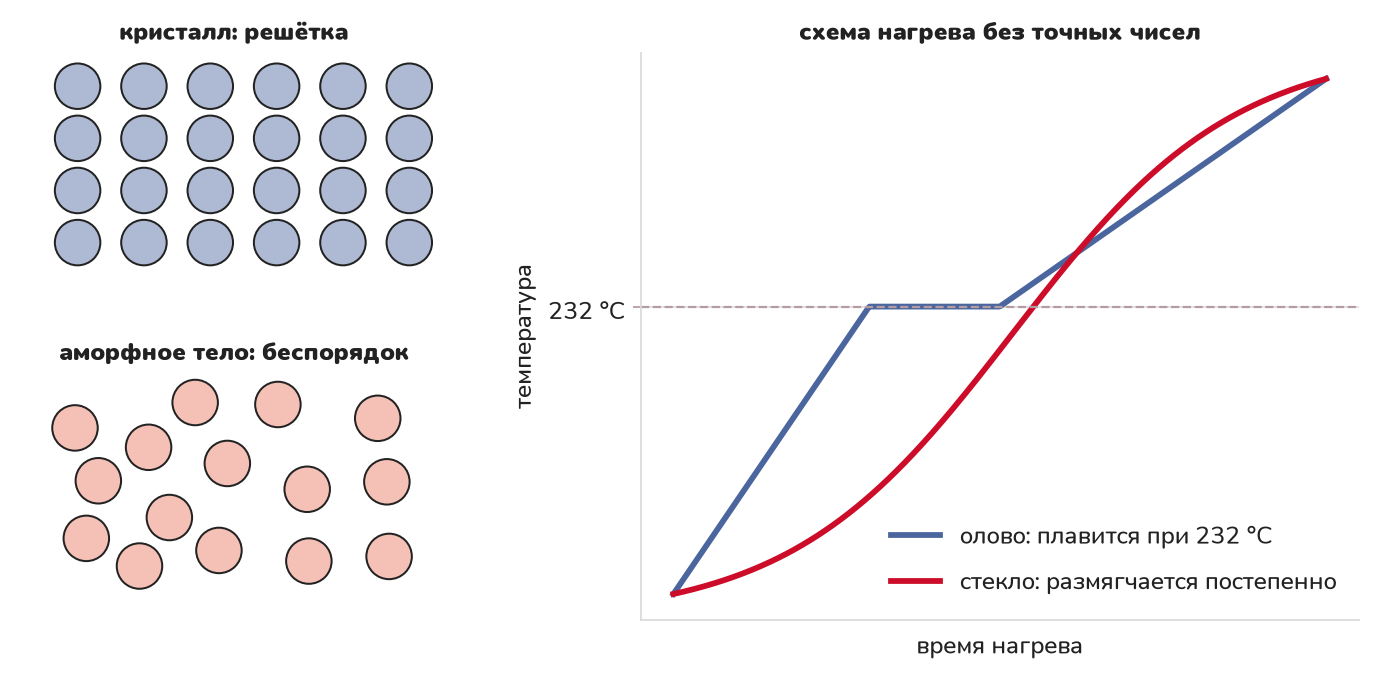 кристалл: решётка
аморфное тело: беспорядок
схема нагрева без точных чисел
температура
232 °C
олово: плавится при 232 °C
стекло: размягчается постепенно
время нагрева